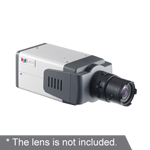 * The lens is not included.